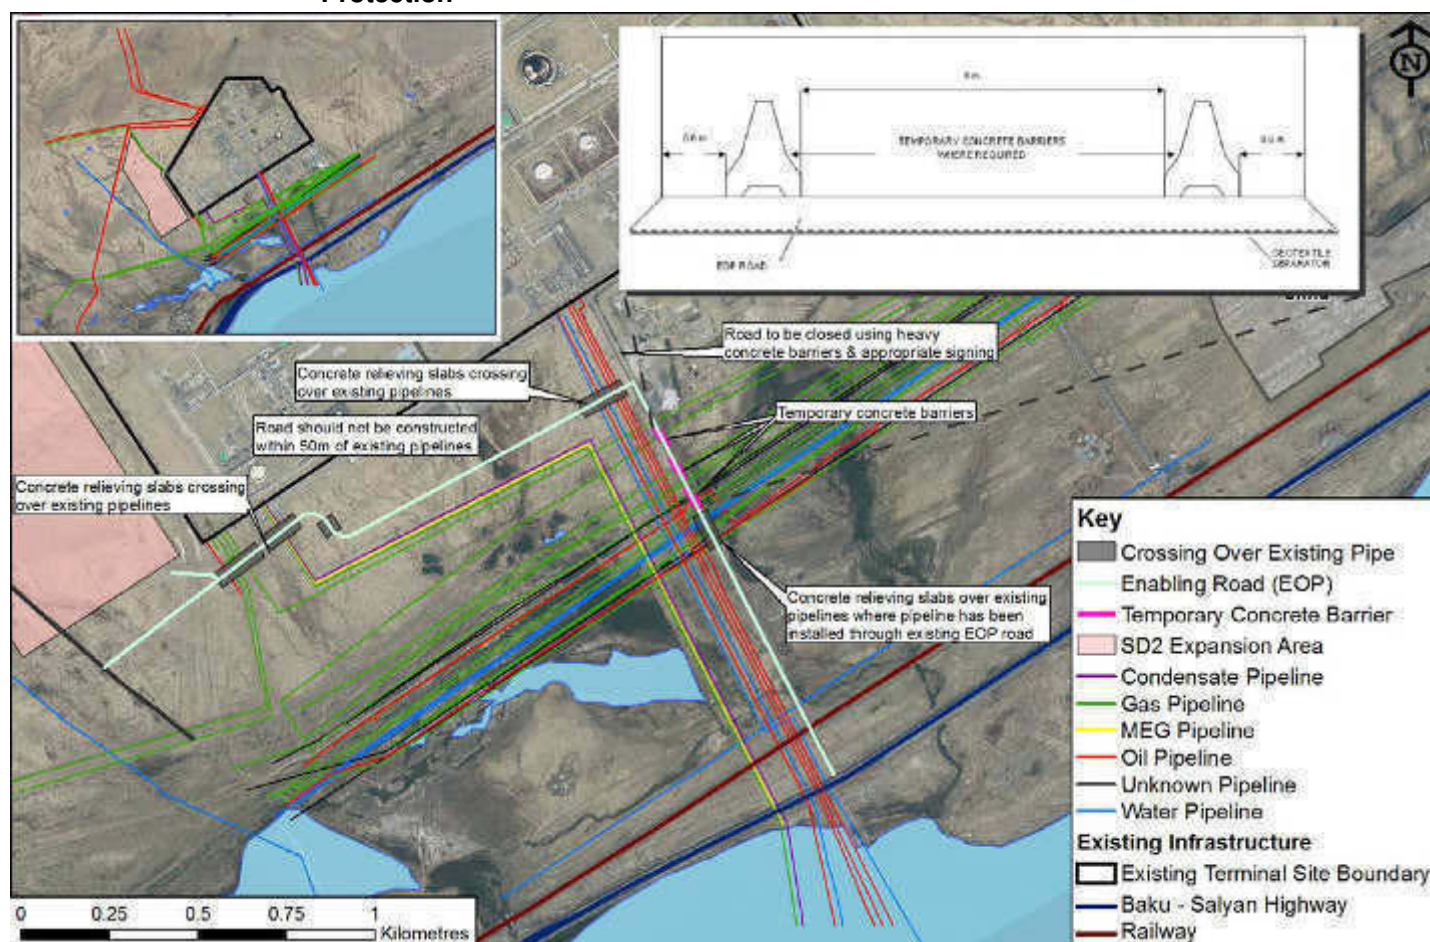 Protection
N
8 m.
TEMPORARY CONCRETE BARRIERS
WHERE REQUIRED
EOP ROAD
GEOTEXTILE
SEPARATOR
Road to be closed using heavy
concrete barriers & appropriate signing
Concrete relieving slabs crossing
over existing pipelines
Temporary concrete barriers
Road should not be constructed
within 50m of existing pipelines
Concrete relieving slabs crossing
over existing pipelines
Concrete relieving slabs over existing
pipelines where pipeline has been
installed through existing EOP road
Key
Crossing Over Existing Pipe
Enabling Road (EOP)
Temporary Concrete Barrier
SD2 Expansion Area
Condensate Pipeline
Gas Pipeline
MEG Pipeline
Oil Pipeline
Unknown Pipeline
Water Pipeline
Existing Infrastructure
Existing Terminal Site Boundary
Baku - Salyan Highway
Railway
0 0.25 0.5 0.75 1
Kilometres